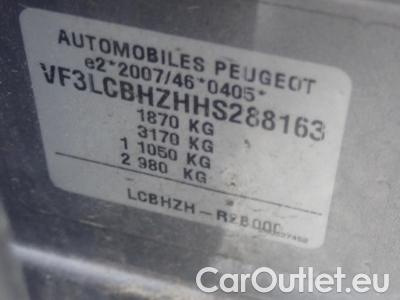 AUTOMOBILES PEUGEOT
e2*2007/46*0405*
VF3LCBHZHHS288163
1870 KG
3170 KG
1 1050 KG
2 980 KG
CarOutlet.eu